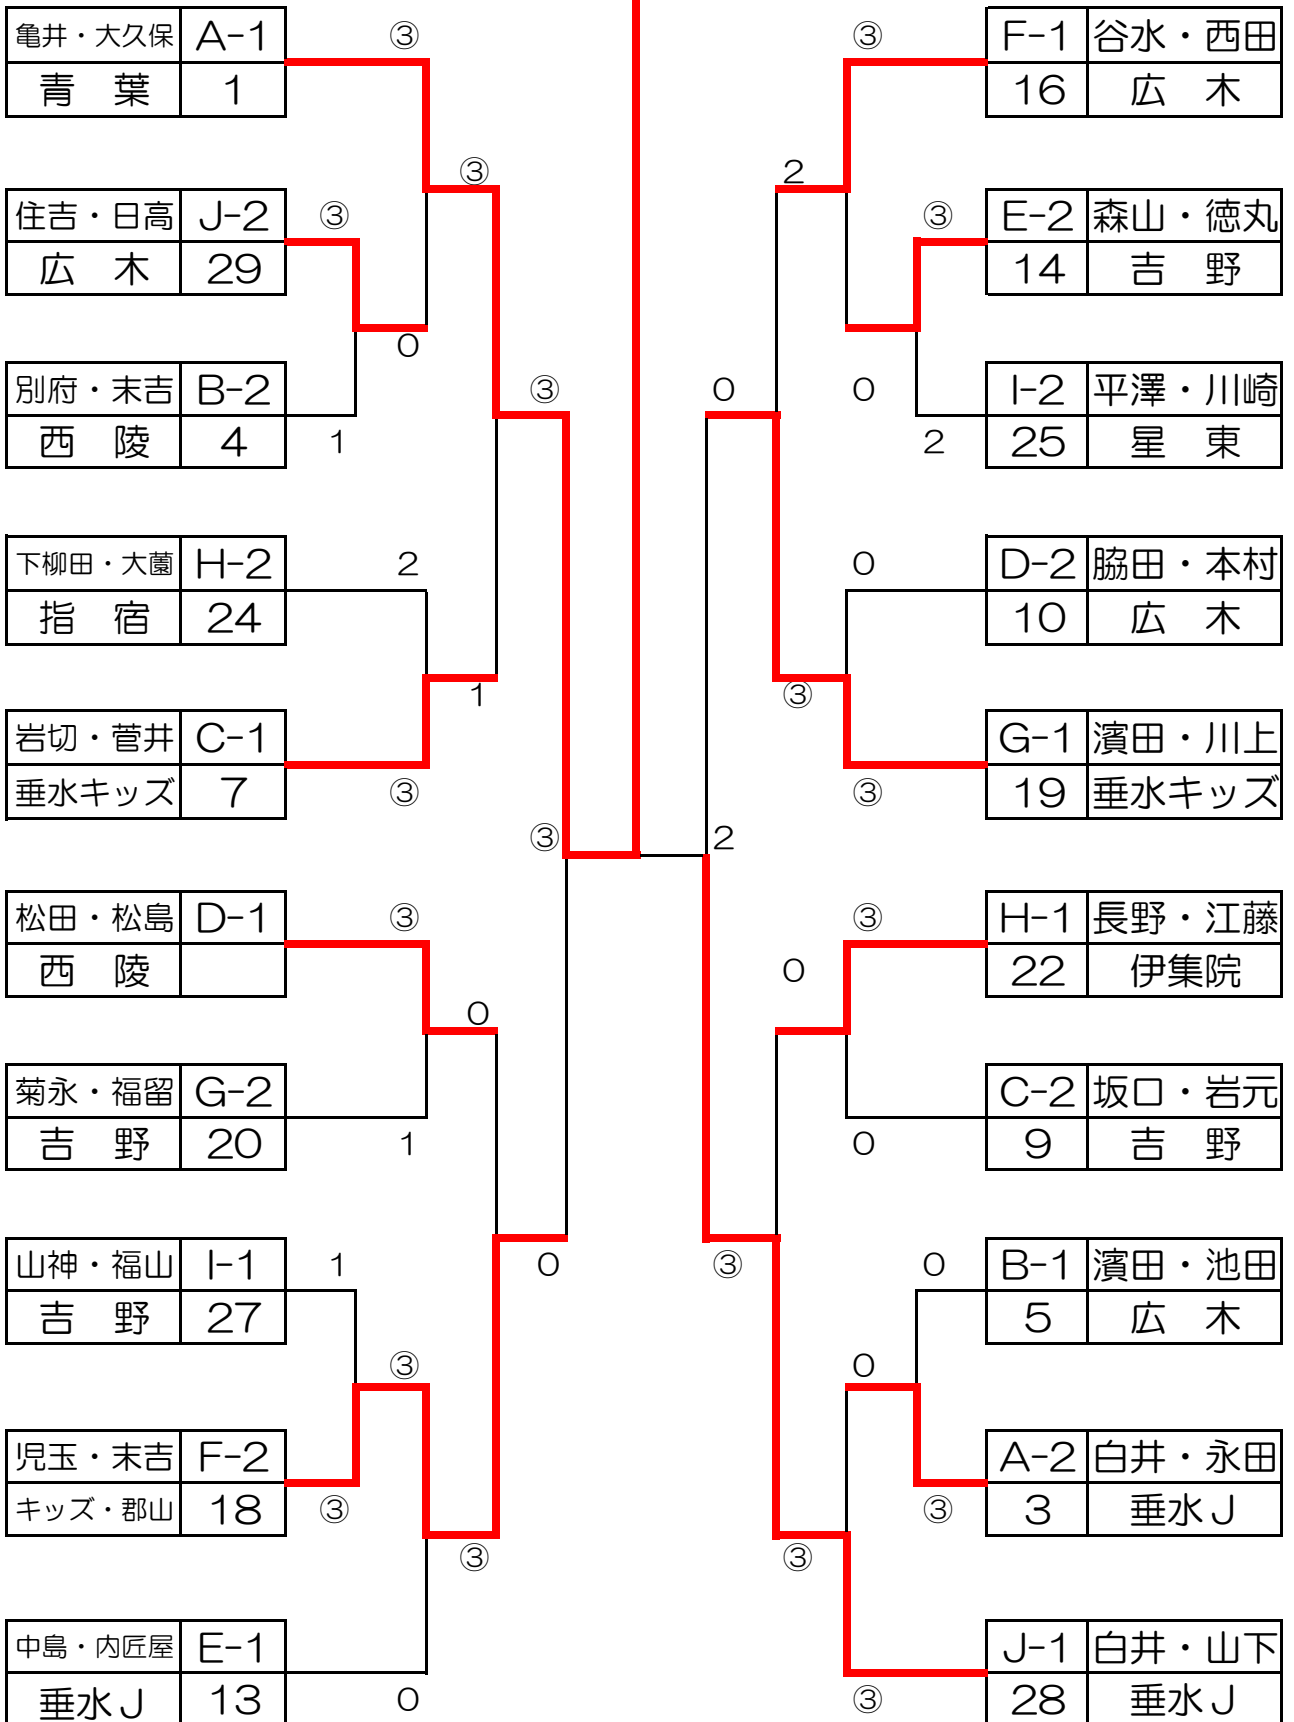 亀井・大久保 A-1 ③
青 葉 1
③
住吉・日高 J-2 ③
広 木 29
0
別府・末吉 B-2
西 陵 4 1
③
下柳田・大薗 H-2 2
指 宿 24
1
岩切・菅井 C-1
垂水キッズ 7 ③
③
松田・松島 D-1 ③
西 陵
0
菊永・福留 G-2
吉 野 20 1
0
山神・福山 I-1 1
吉 野 27
③
児玉・末吉 F-2
キッズ・郡山 18 ③
③
中島・内匠屋 E-1
垂水J 13 0
③ F-1 谷水・西田
16 広 木
2
③ E-2 森山・徳丸
14 吉 野
0 0
I-2 平澤・川崎
2 25 星 東
0 D-2 脇田・本村
10 広 木
③
G-1 濱田・川上
③ 19 垂水キッズ
2
③ H-1 長野・江藤
0 22 伊集院
C-2 坂口・岩元
0 9 吉 野
③ 0 B-1 濱田・池田
5 広 木
0
A-2 白井・永田
③ 3 垂水J
③
J-1 白井・山下
③ 28 垂水J